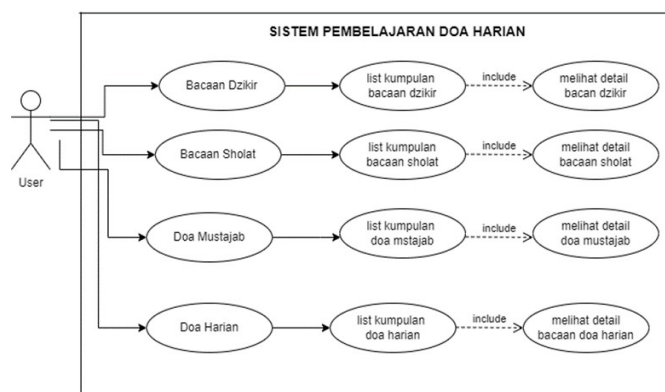 SISTEM PEMBELAJARAN DOA HARIAN
Bacaan Dzikir
list kumpulan
bacaan dzikir
include
melihat detail
bacan dzikir
Bacaan Sholat
list kumpulan
bacaan sholat
include
melihat detail
bacaan sholat
User
Doa Mustajab
list kumpulan
doa mstajab
include
melihat detail
doa mustajab
Doa Harian
list kumpulan
doa harian
include
melihat detail
bacaan doa harian